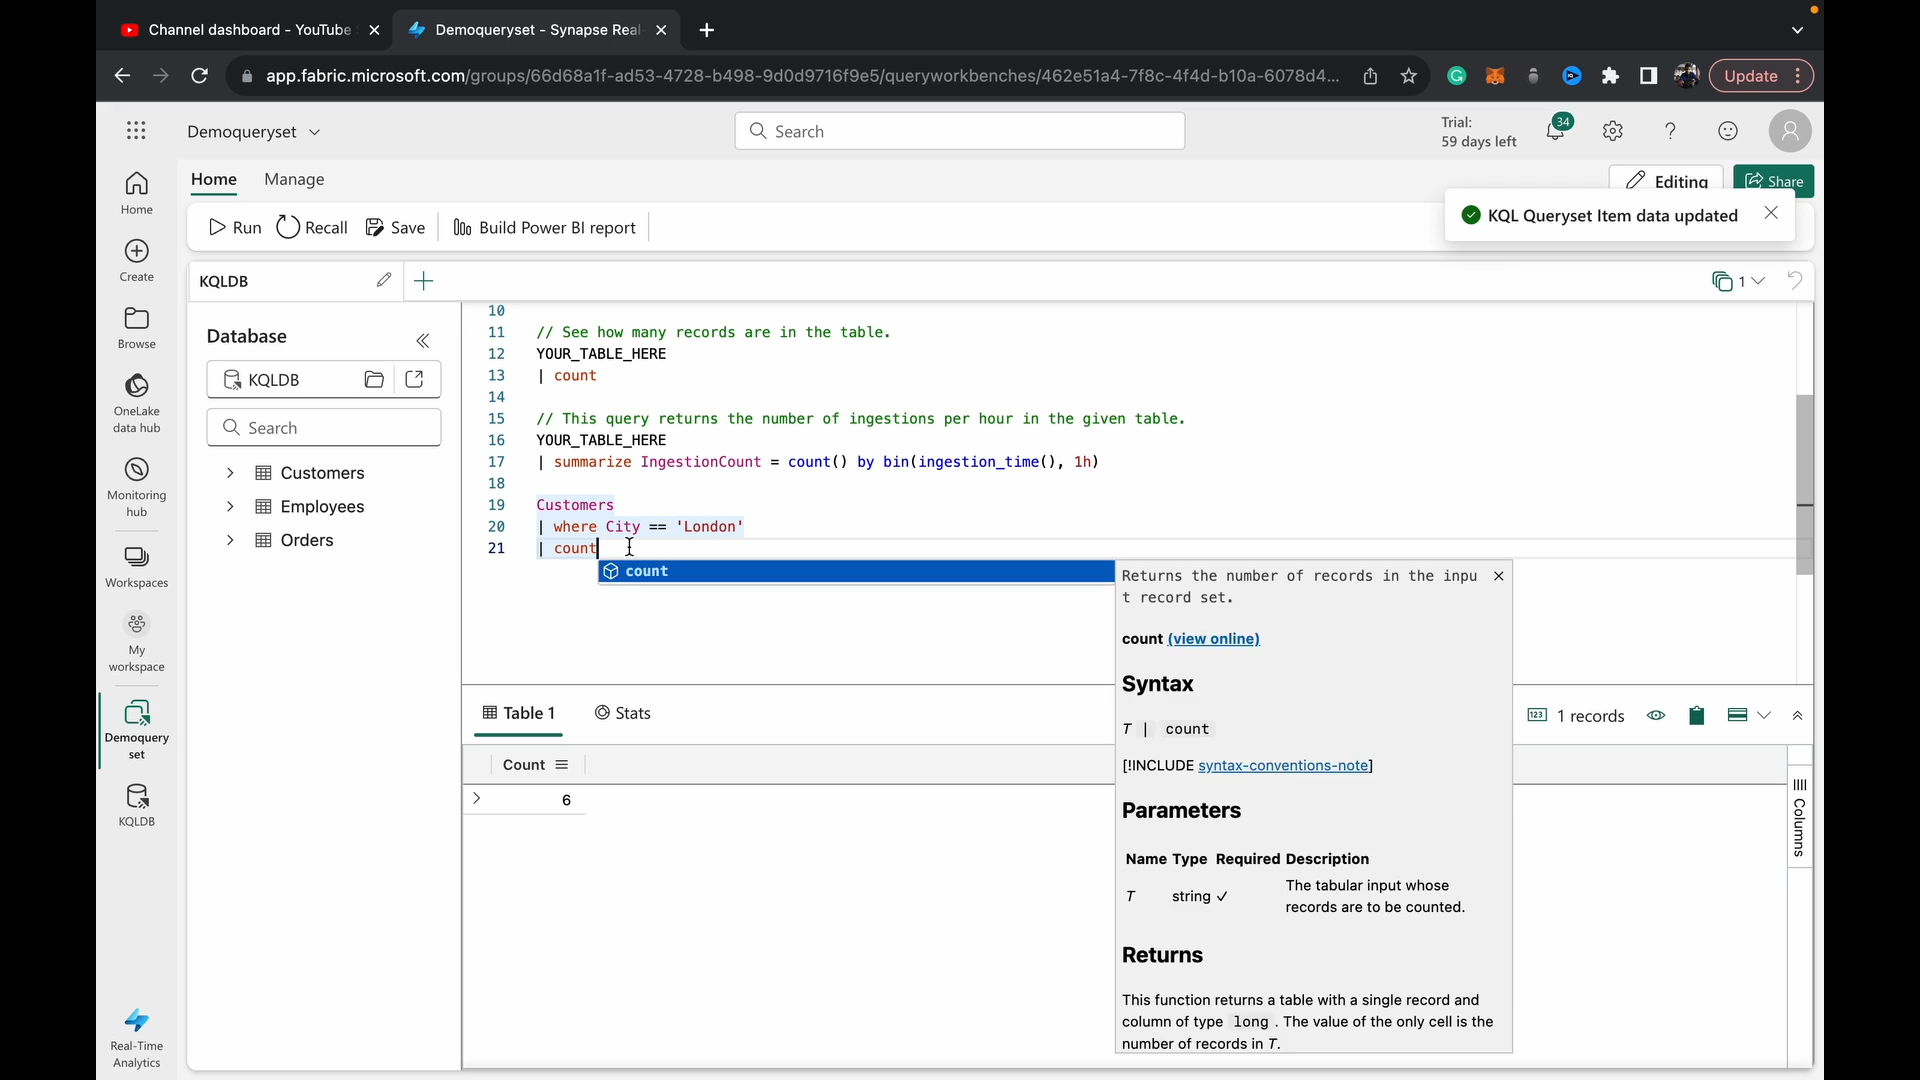 Channel dashboard - YouTube
Demoqueryset - Synapse Real-
app.fabric.microsoft.com/groups/66d68a1f-ad53-4728-b498-9d0d9716f9e5/queryworkbenches/462e51a4-7f8c-4f4d-b10a-6078d4...
Update
Demoqueryset
Search
Trial:
59 days left
34
Home
Manage
Editing
Share
Run
Recall
Save
Build Power BI report
KQL Queryset Item data updated
Home
Create
Browse
OneLake
data hub
Monitoring
hub
Workspaces
My
workspace
Demoquery
set
KQLDB
Real-Time
Analytics
KQLDB
1
Database
KQLDB
Search
Customers
Employees
Orders
10
11 // See how many records are in the table.
12 YOUR_TABLE_HERE
13 | count
14
15 // This query returns the number of ingestions per hour in the given table.
16 YOUR_TABLE_HERE
17 | summarize IngestionCount = count() by bin(ingestion_time(), 1h)
18
19 Customers
20 | where City == 'London'
21 | count
count
Returns the number of records in the inpu
t record set.
count (view online)
Syntax
T | count
[!INCLUDE syntax-conventions-note]
Parameters
Name Type Required Description
T string ✓ The tabular input whose
records are to be counted.
Returns
This function returns a table with a single record and
column of type long . The value of the only cell is the
number of records in T.
Table 1
Stats
123 1 records
Count
6
Columns